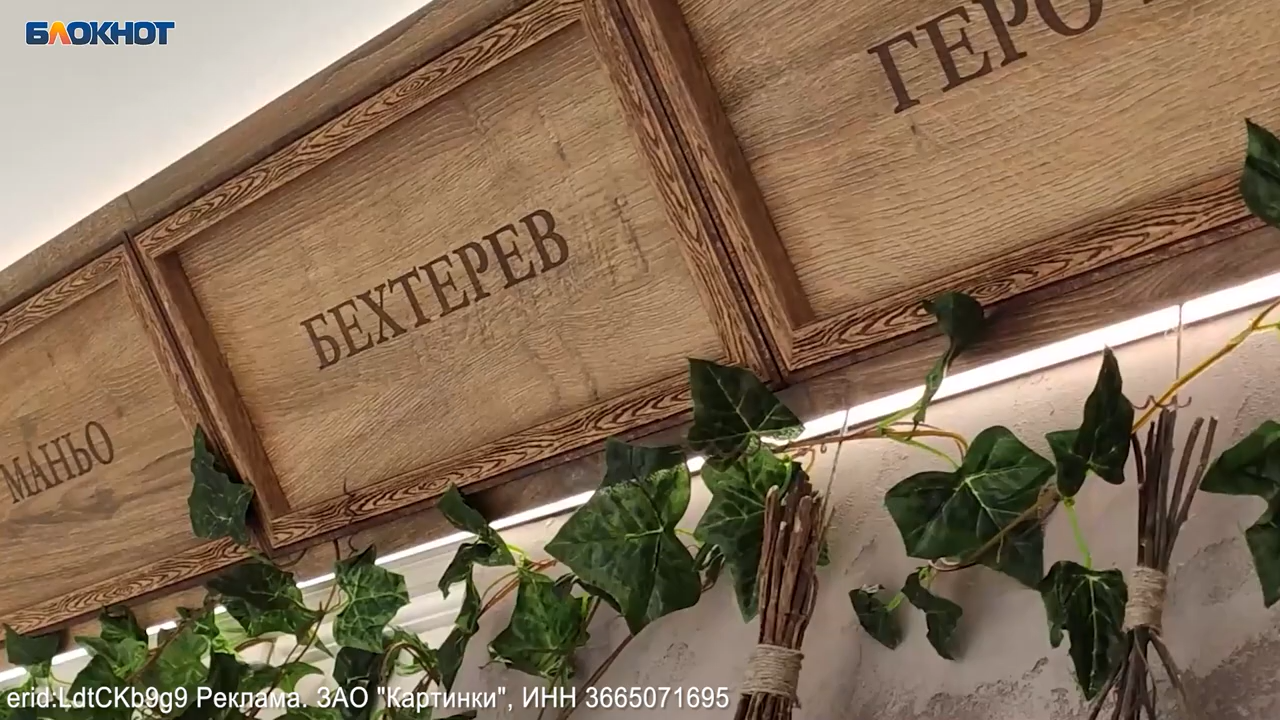 БЛОКНОТ
ГЕРО
БЕХТЕРЕВ
МАНЬО
erid:LdtCKb9g9 Реклама. ЗАО "Картинки", ИНН 3665071695